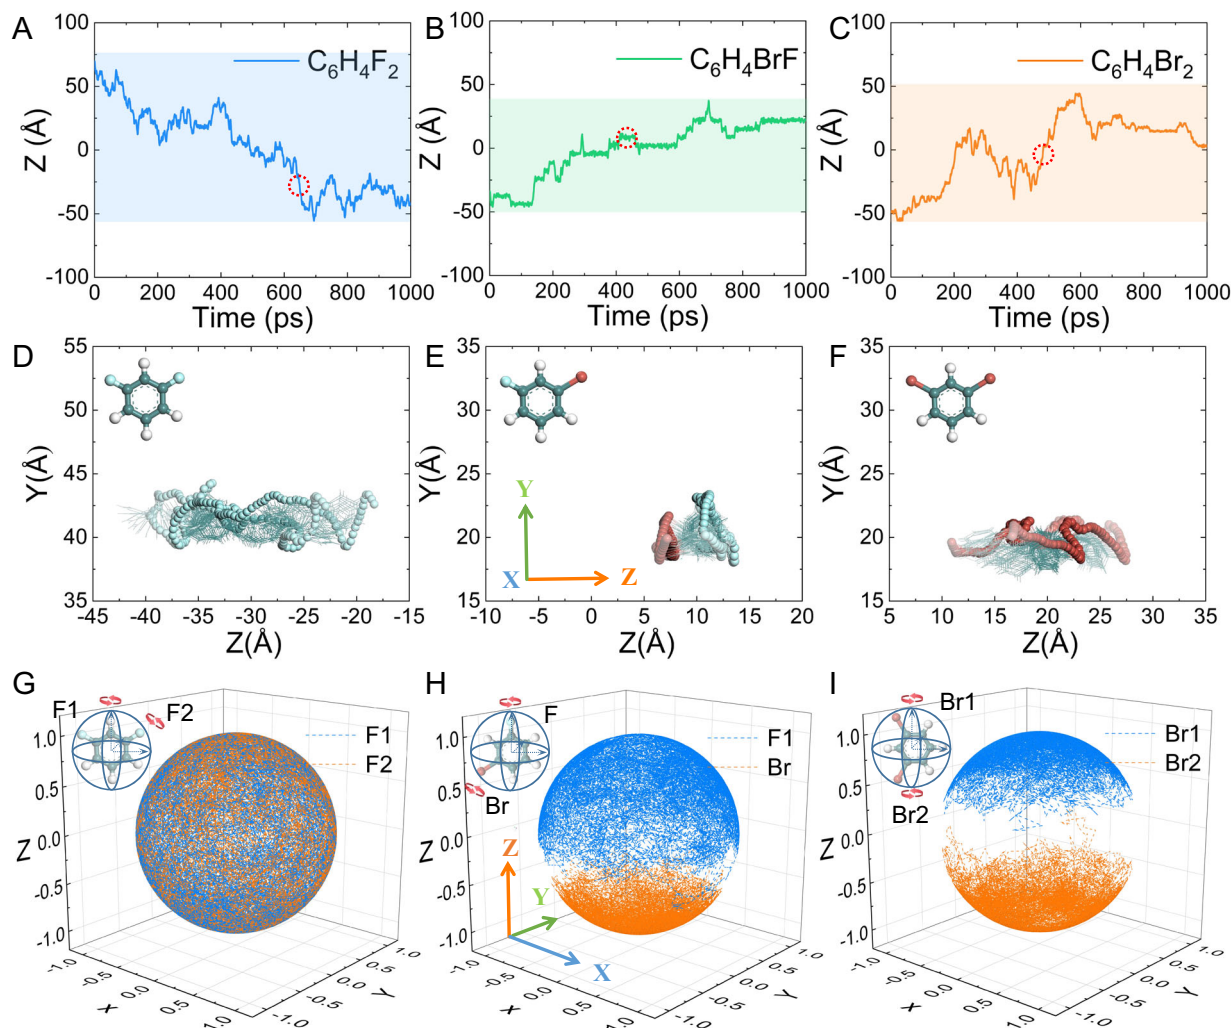 A
100
50
0
-50
-100
Z (Å)
C6H4F2
0 200 400 600 800 1000
Time (ps)
B
100
50
0
-50
-100
Z (Å)
C6H4BrF
0 200 400 600 800 1000
Time (ps)
C
100
50
0
-50
-100
Z (Å)
C6H4Br2
0 200 400 600 800 1000
Time (ps)
D
55
50
45
40
35
Y(Å)
-45 -40 -35 -30 -25 -20 -15
Z(Å)
E
35
30
25
20
15
Y(Å)
Y
X
Z
-10 -5 0 5 10 15 20
Z(Å)
F
35
30
25
20
15
Y(Å)
5 10 15 20 25 30 35
Z(Å)
G
F1
F2
F1
F2
1.0
0.5
0.0
-0.5
-1.0
Z
-1.0 -0.5 0.0 0.5 1.0
X
-1.0 -0.5 0.0 0.5 1.0
Y
H
F
Br
F1
Br
1.0
0.5
0.0
-0.5
-1.0
Z
Z
Y
X
-1.0 -0.5 0.0 0.5 1.0
X
-1.0 -0.5 0.0 0.5 1.0
Y
I
Br1
Br2
Br1
Br2
1.0
0.5
0.0
-0.5
-1.0
Z
-1.0 -0.5 0.0 0.5 1.0
X
-1.0 -0.5 0.0 0.5 1.0
Y